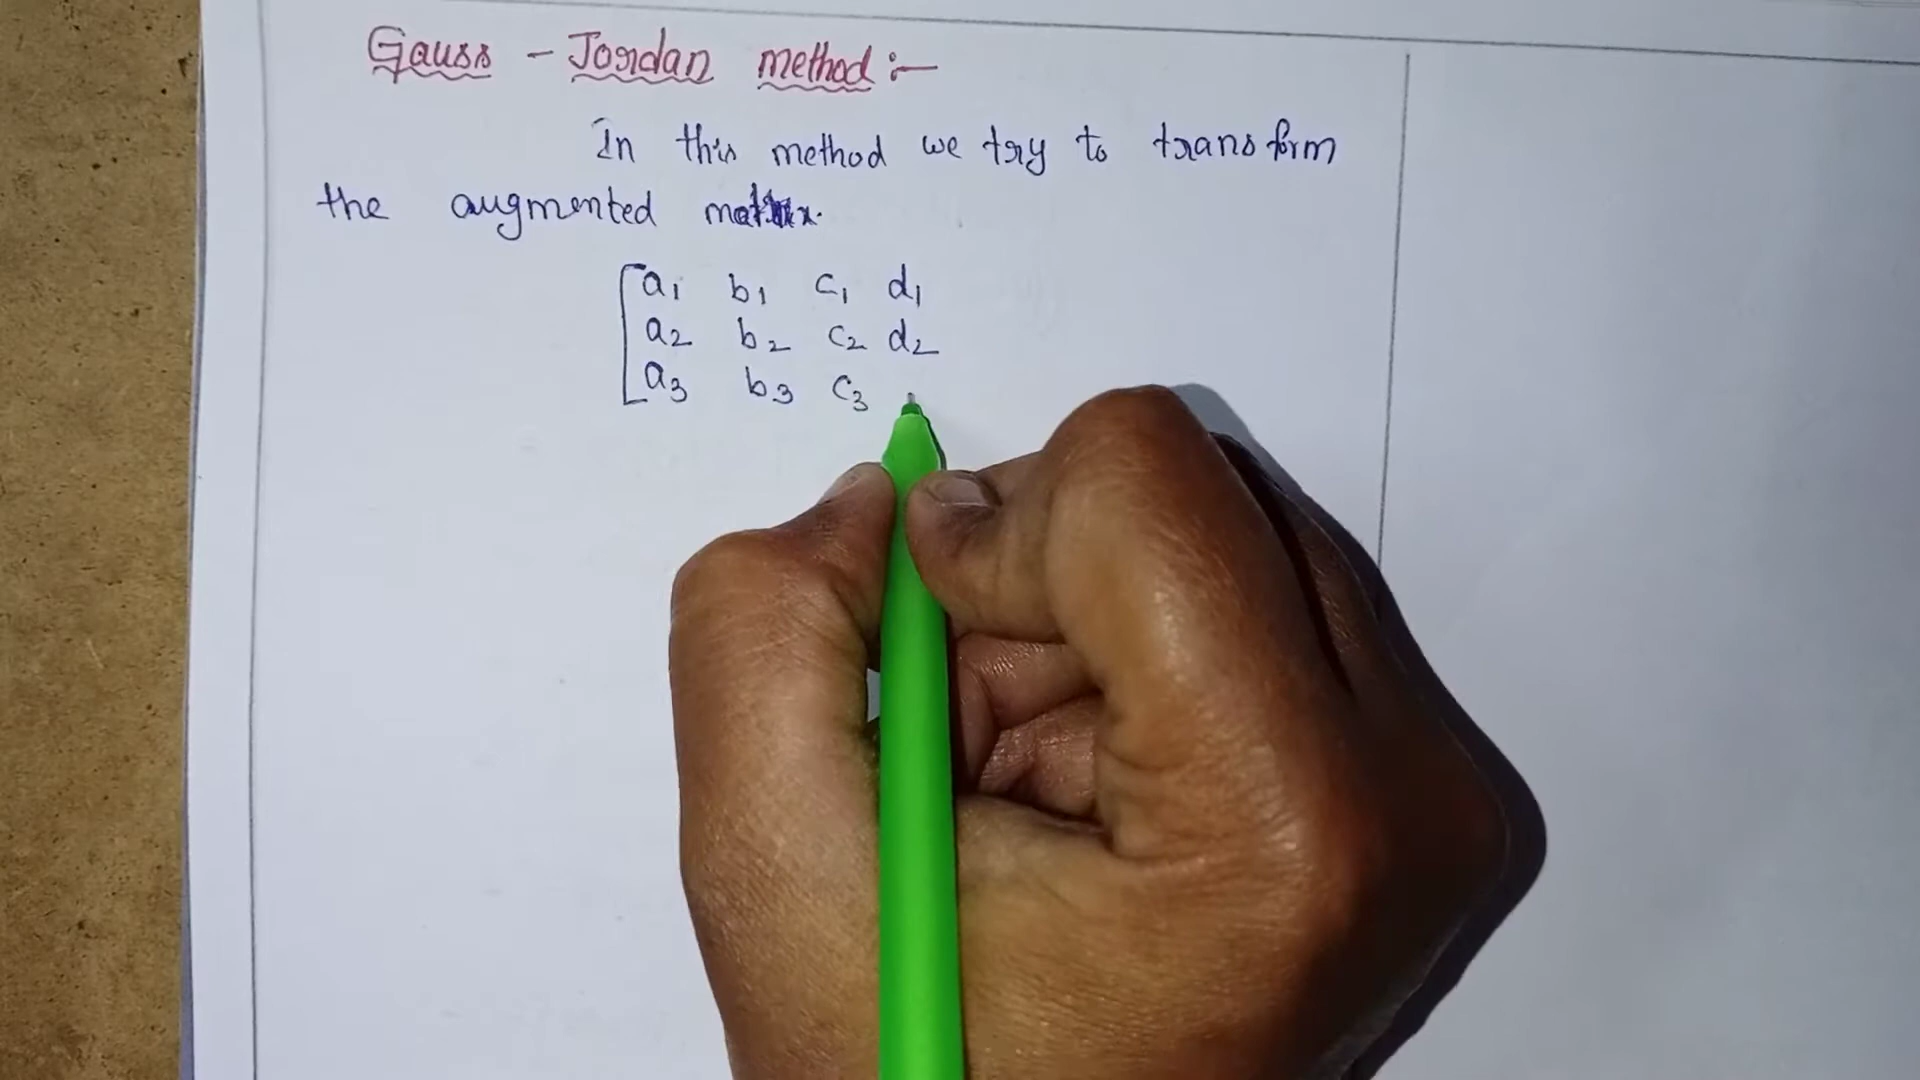 Gauss - Jordan method :-
In this method we try to transform
the augmented matrix.
[a1 b1 c1 d1
a2 b2 c2 d2
a3 b3 c3